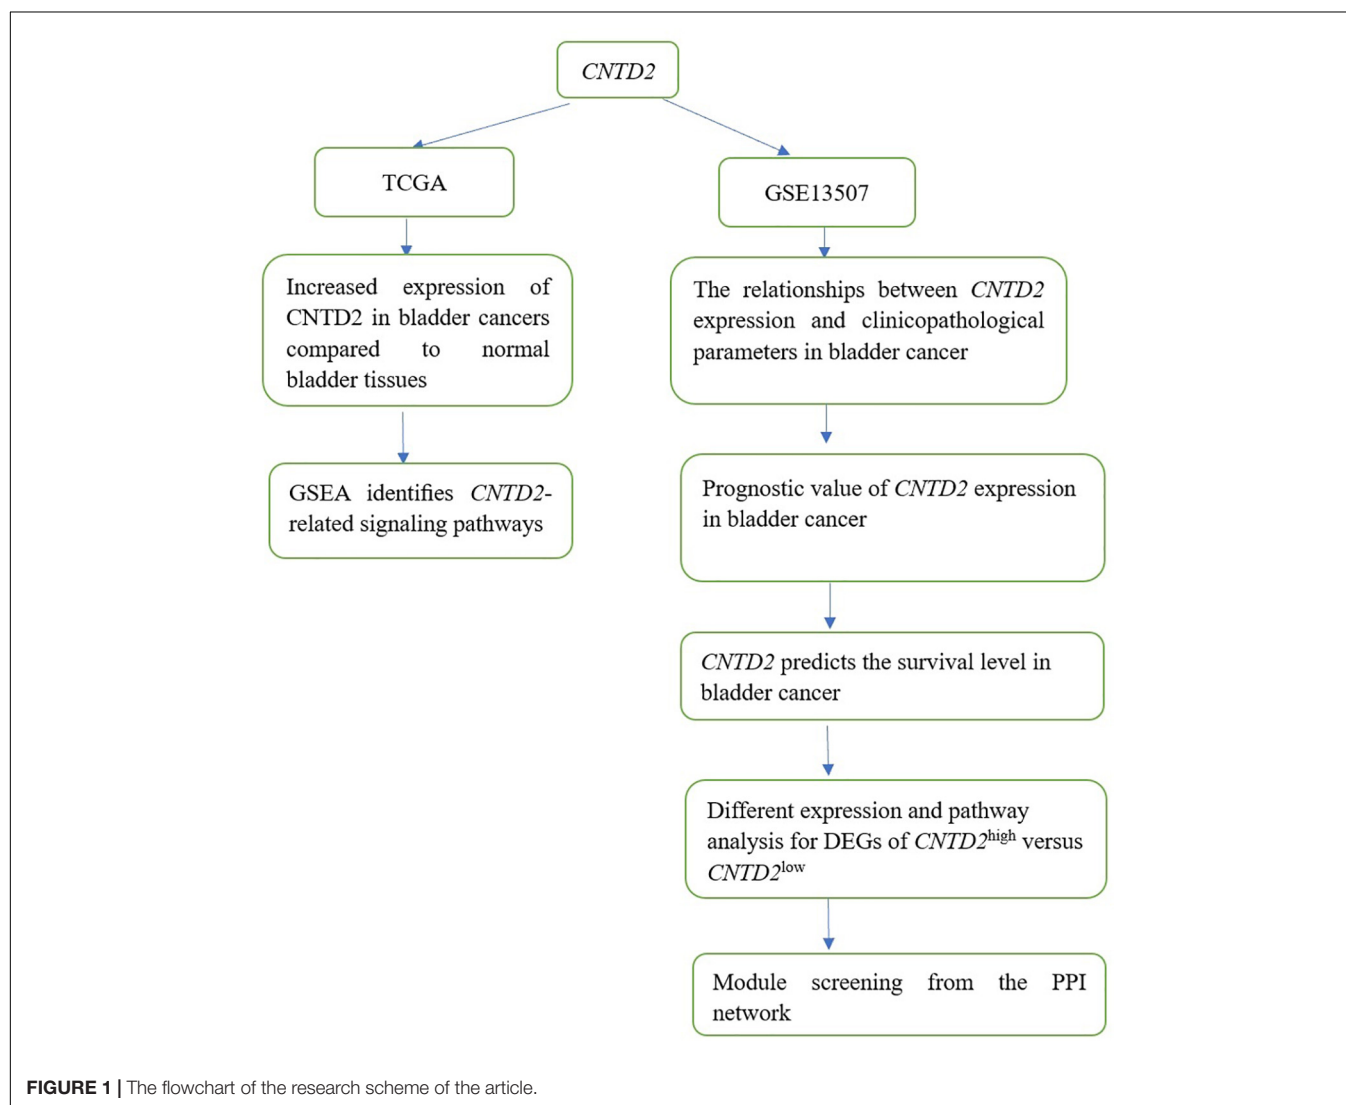 CNTD2
TCGA
GSE13507
Increased expression of
CNTD2 in bladder cancers
compared to normal
bladder tissues
The relationships between CNTD2
expression and clinicopathological
parameters in bladder cancer
GSEA identifies CNTD2-
related signaling pathways
Prognostic value of CNTD2 expression
in bladder cancer
CNTD2 predicts the survival level in
bladder cancer
Different expression and pathway
analysis for DEGs of CNTD2high versus
CNTD2low
Module screening from the PPI
network
FIGURE 1 | The flowchart of the research scheme of the article.